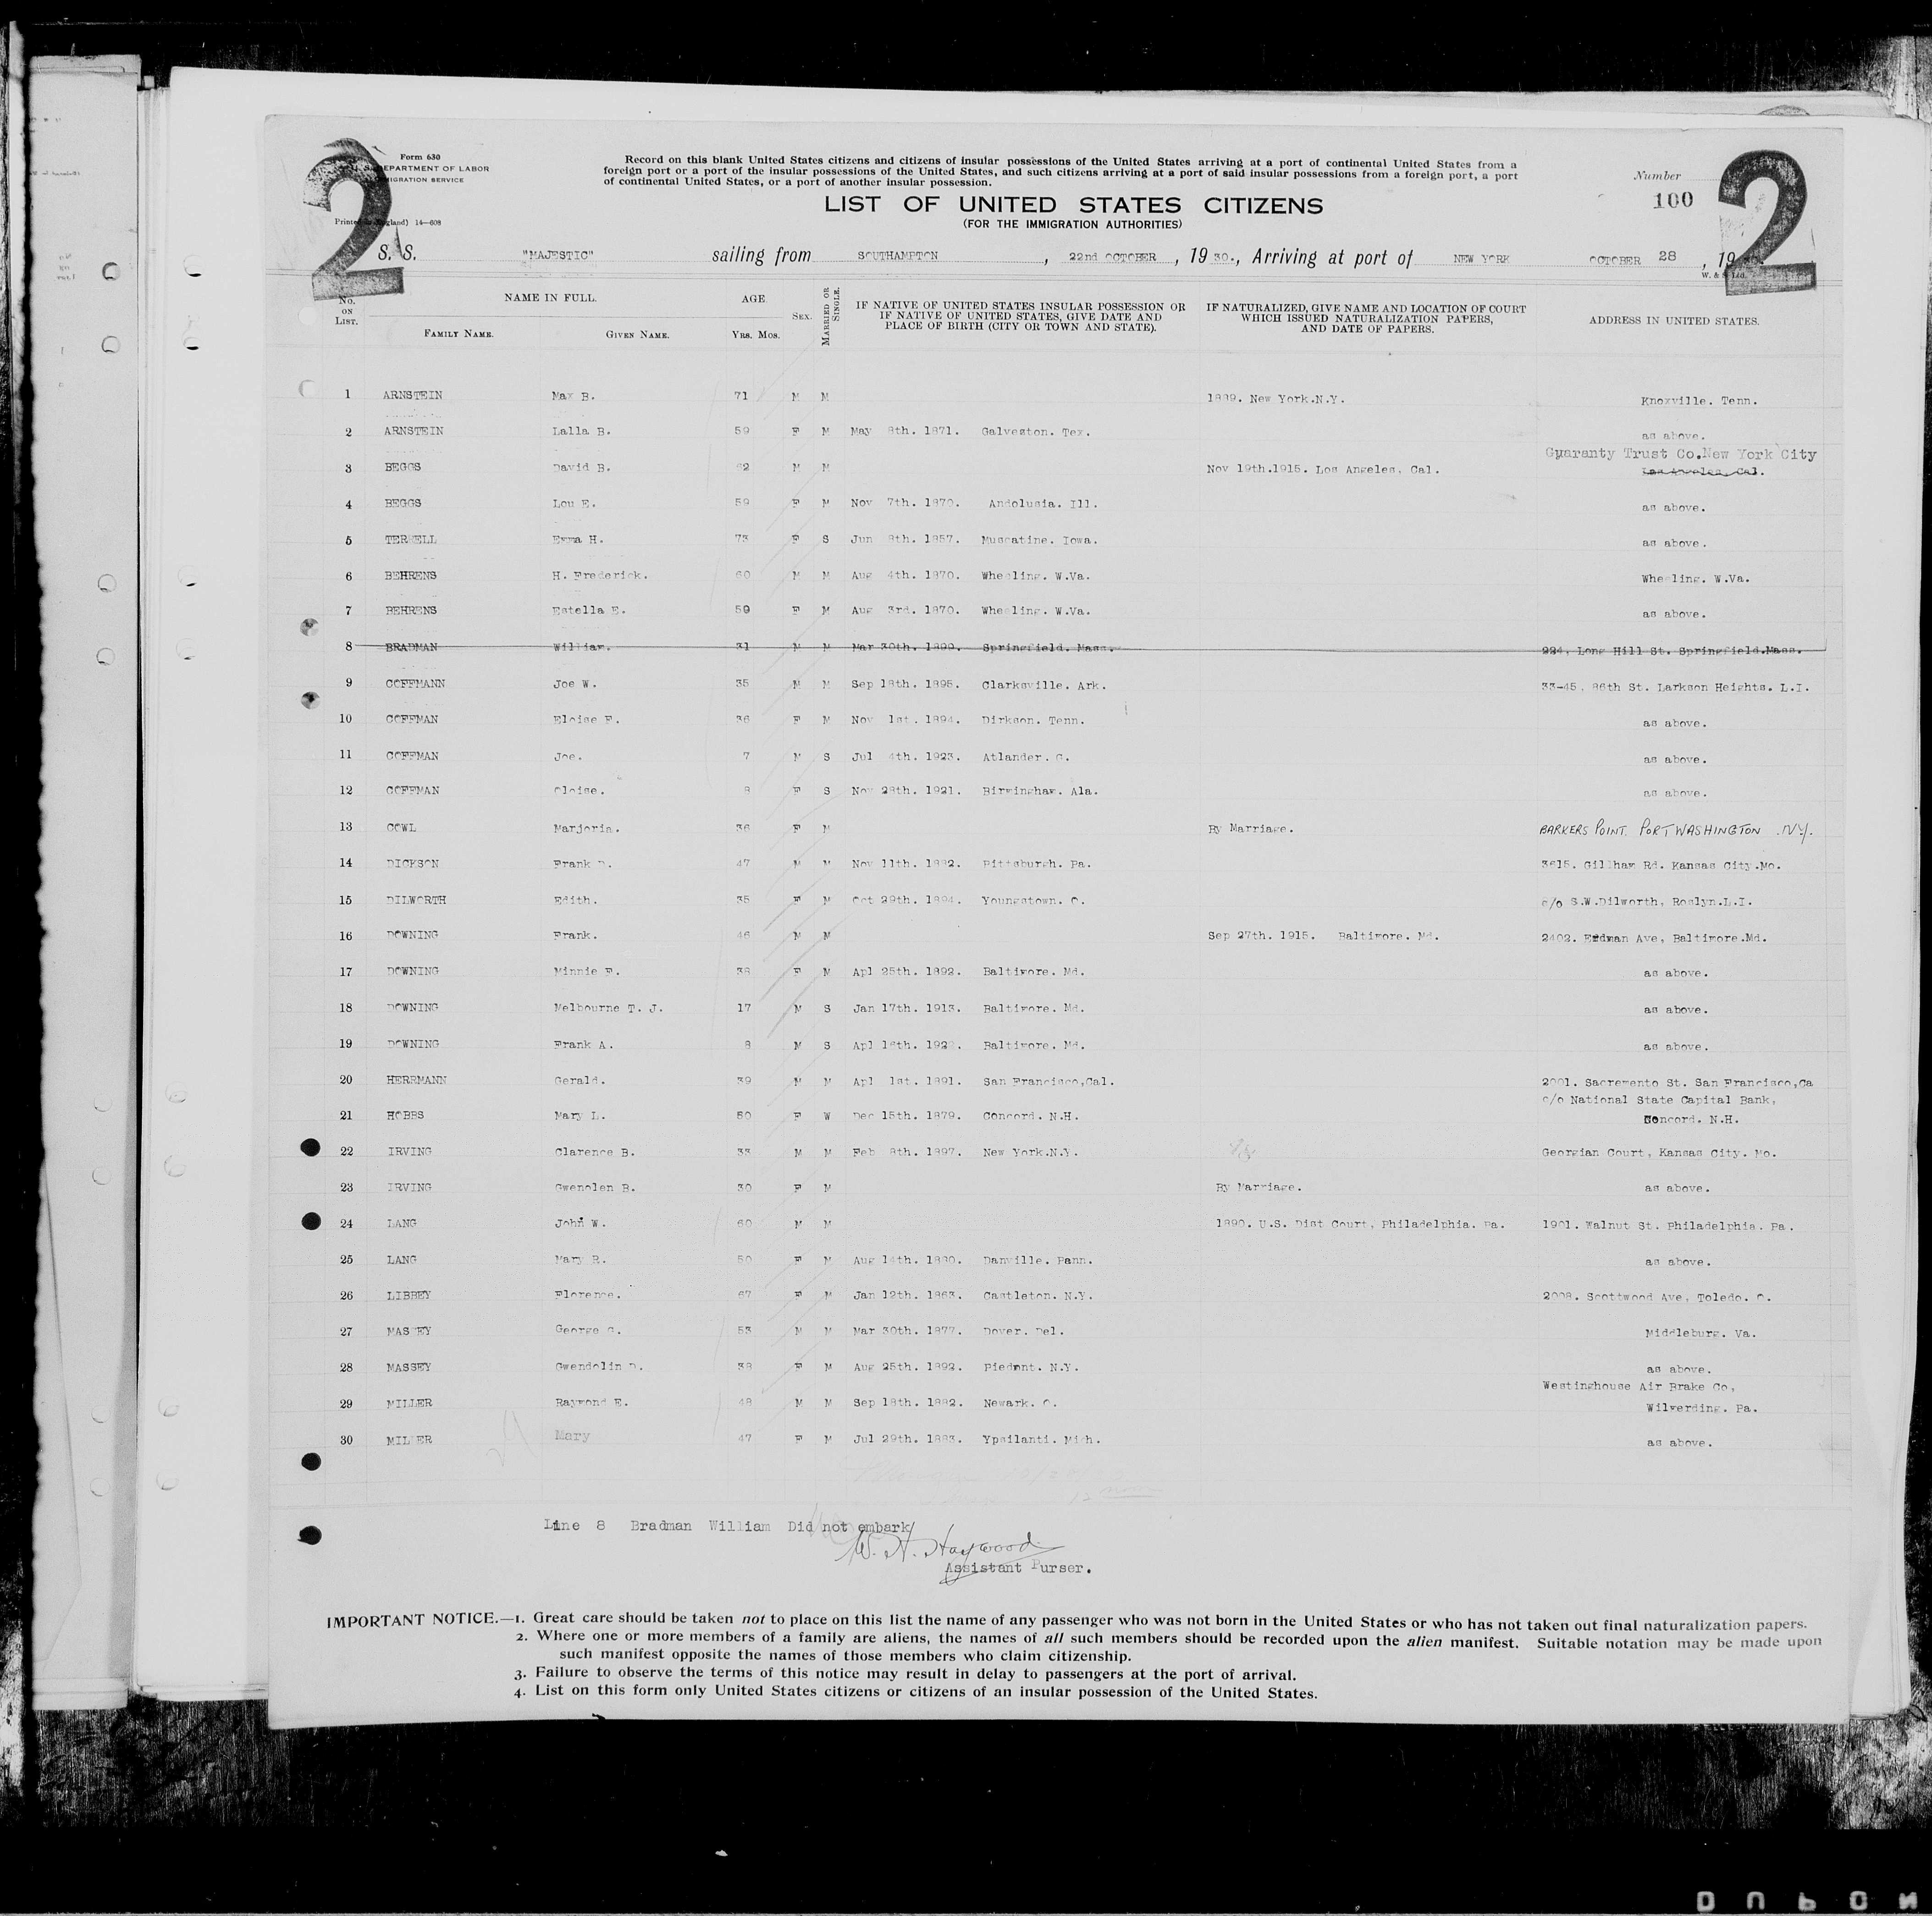 2
2
Form 630
U. S. DEPARTMENT OF LABOR
IMMIGRATION SERVICE
Record on this blank United States citizens and citizens of insular possessions of the United States arriving at a port of continental United States from a
foreign port or a port of the insular possessions of the United States, and such citizens arriving at a port of said insular possessions from a foreign port, a port
of continental United States, or a port of another insular possession.
Number
100
LIST OF UNITED STATES CITIZENS
(FOR THE IMMIGRATION AUTHORITIES)
14—608
S. S. "MAJESTIC" sailing from SOUTHAMPTON, 22nd OCTOBER, 19 30., Arriving at port of NEW YORK OCTOBER 28, 19
W. & S. Ltd.
No. ON LIST. NAME IN FULL. FAMILY NAME. GIVEN NAME. AGE YRS. MOS. SEX. MARRIED OR SINGLE. IF NATIVE OF UNITED STATES INSULAR POSSESSION OR IF NATIVE OF UNITED STATES, GIVE DATE AND PLACE OF BIRTH (CITY OR TOWN AND STATE). IF NATURALIZED, GIVE NAME AND LOCATION OF COURT WHICH ISSUED NATURALIZATION PAPERS, AND DATE OF PAPERS. ADDRESS IN UNITED STATES.
1 ARNSTEIN Max B. 71 M M 1889. New York.N.Y. Knoxville. Tenn.
2 ARNSTEIN Lalla B. 59 F M May 8th. 1871. Galveston. Tex. as above.
Guaranty Trust Co.New York City
3 BEGGS David B. 62 M M Nov 19th.1915. Los Angeles, Cal. Los Angeles, Cal.
4 BEGGS Lou E. 59 F M Nov 7th. 1870. Andolusia. Ill. as above.
5 TERWELL Emma H. 73 F S Jun 8th. 1857. Muscatine. Iowa. as above.
6 BEHRENS H. Frederick. 60 M M Aug 4th. 1870. Wheeling. W.Va. Wheeling. W.Va.
7 BEHRENS Estella E. 59 F M Aug 3rd. 1870. Wheeling. W.Va. as above.
8 BRADMAN William. 31 M M Mar 30th. 1899. Springfield. Mass. 224, Long Hill St. Springfield.Mass.
9 COFFMANN Joe W. 35 M M Sep 18th. 1895. Clarksville. Ark. 33-45, 86th St. Larkson Heights. L.I.
10 COFFMAN Eloise F. 36 F M Nov 1st. 1894. Dirkson. Tenn. as above.
11 COFFMAN Joe. 7 M S Jul 4th. 1923. Atlander. G. as above.
12 COFFMAN Cloise. 8 F S Nov 28th. 1921. Birmingham. Ala. as above.
13 COWL Marjoria. 36 F M By Marriage. BARKERS POINT. PORT WASHINGTON .N.Y.
14 DICKSON Frank D. 47 M M Nov 11th. 1882. Pittsburgh. Pa. 3615. Gillham Rd. Kansas City.Mo.
15 DILWORTH Edith. 35 F M Oct 29th. 1894. Youngstown. O. c/o S.W.Dilworth, Roslyn.L.I.
16 DOWNING Frank. 46 M M Sep 27th. 1915. Baltimore. Md. 2402. Erdman Ave, Baltimore.Md.
17 DOWNING Minnie F. 38 F M Apl 25th. 1892. Baltimore. Md. as above.
18 DOWNING Melbourne T. J. 17 M S Jan 17th. 1913. Baltimore. Md. as above.
19 DOWNING Frank A. 8 M S Apl 18th. 1922. Baltimore. Md. as above.
20 HERRMANN Gerald. 39 M M Apl 1st. 1891. San Francisco,Cal. 2001. Sacremento St. San Francisco,Ca
c/o National State Capital Bank,
21 HOBBS Mary L. 50 F W Dec 15th. 1879. Concord. N.H. Concord. N.H.
22 IRVING Clarence B. 33 M M Feb 8th. 1897. New York.N.Y. Georgian Court, Kansas City. Mo.
23 IRVING Gwenolen B. 30 F M By Marriage. as above.
24 LANG John W. 60 M M 1890. U.S. Dist Court, Philadelphia. Pa. 1901. Walnut St. Philadelphia. Pa.
25 LANG Mary R. 50 F M Aug 14th. 1880. Danville. Pann. as above.
26 LIBBEY Florence. 67 F M Jan 12th. 1863. Castleton. N.Y. 2008. Scottwood Ave, Toledo. O.
27 MASSEY George G. 53 M M Mar 30th. 1877. Dover. Del. Middleburg. Va.
28 MASSEY Gwendolin D. 38 F M Aug 25th. 1892. Piedmnt. N.Y. as above.
Westinghouse Air Brake Co,
29 MILLER Raymond E. 48 M M Sep 18th. 1882. Newark. O. Wilmerding. Pa.
30 MILLER Mary 47 F M Jul 29th. 1883. Ypsilanti. Mich. as above.
Line 8 Bradman William Did not embark
W. H. Haywood
Assistant Purser.
IMPORTANT NOTICE.—1. Great care should be taken not to place on this list the name of any passenger who was not born in the United States or who has not taken out final naturalization papers.
2. Where one or more members of a family are aliens, the names of all such members should be recorded upon the alien manifest. Suitable notation may be made upon
such manifest opposite the names of those members who claim citizenship.
3. Failure to observe the terms of this notice may result in delay to passengers at the port of arrival.
4. List on this form only United States citizens or citizens of an insular possession of the United States.